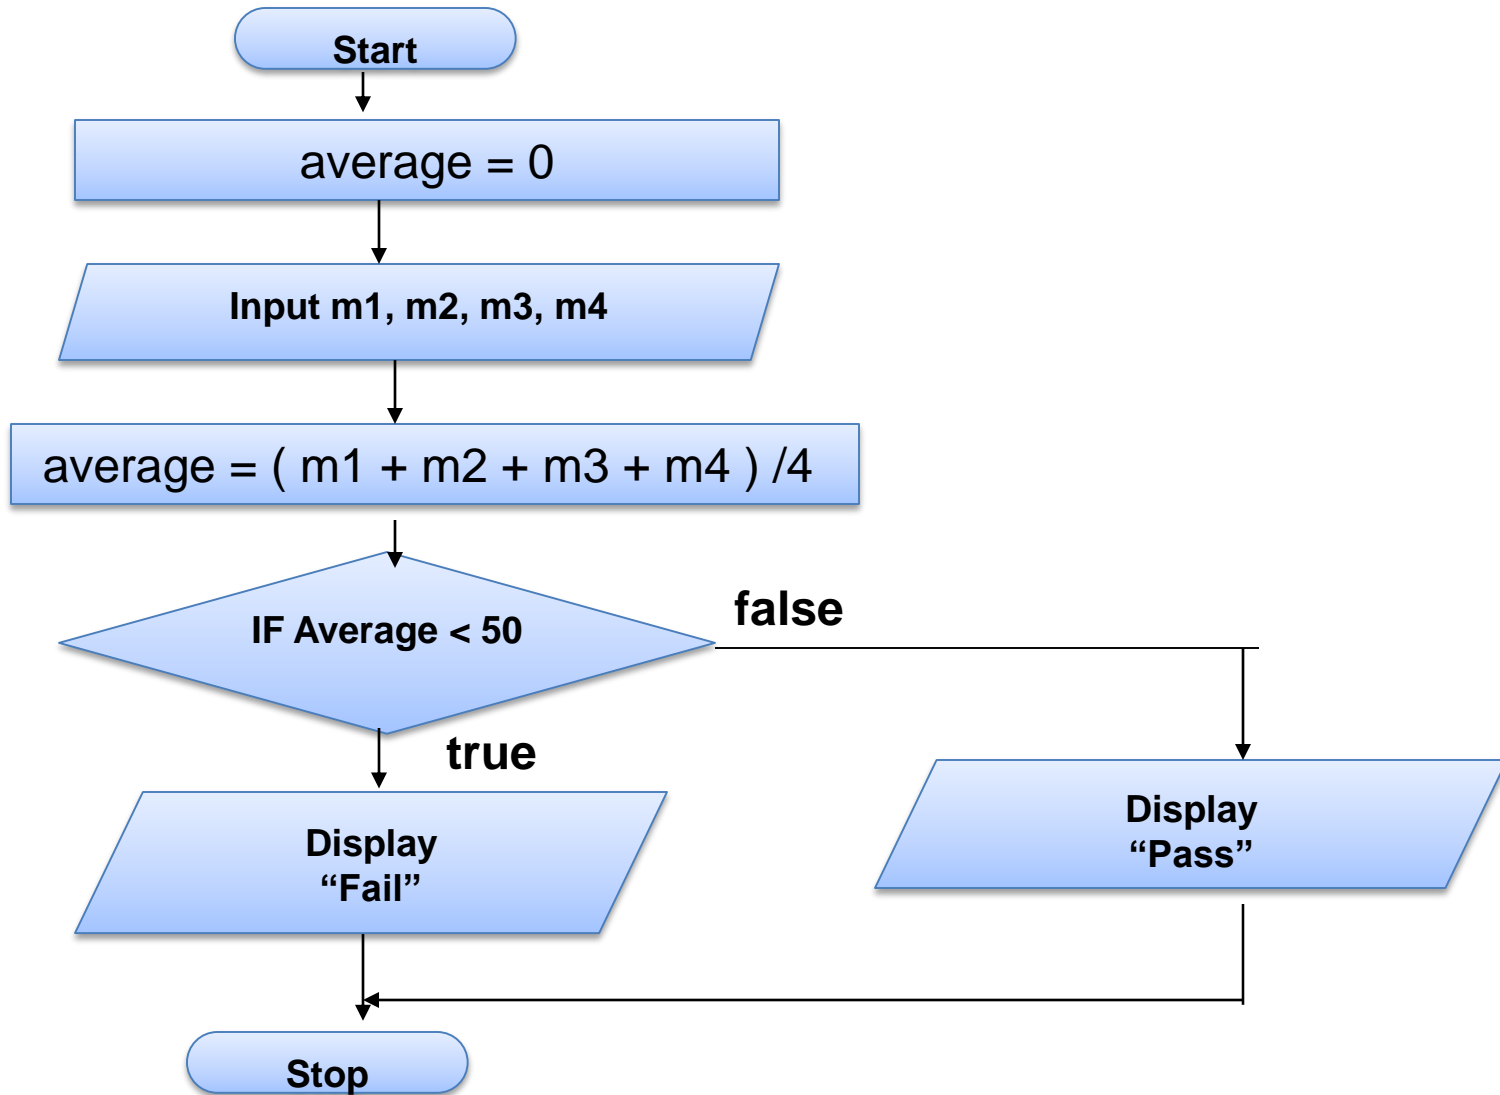 Start
average = 0
Input m1, m2, m3, m4
average = ( m1 + m2 + m3 + m4 ) /4
IF Average < 50
false
true
Display
“Fail”
Display
“Pass”
Stop